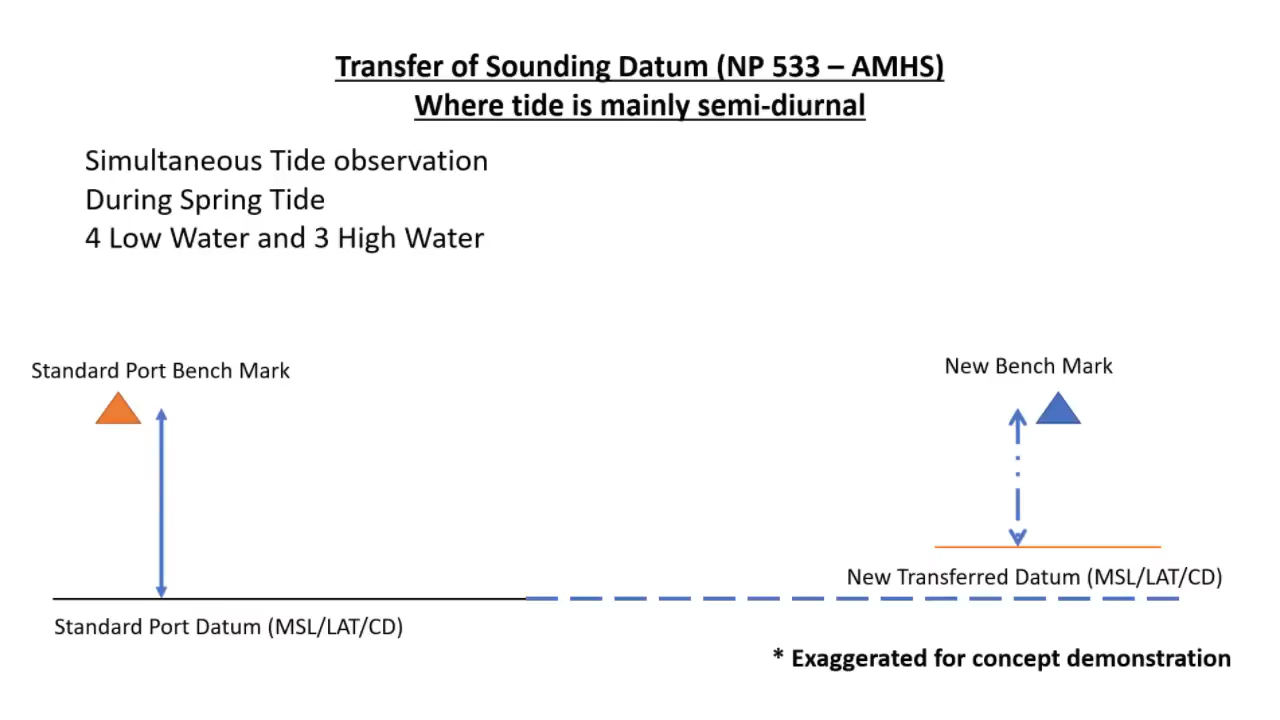 Transfer of Sounding Datum (NP 533 – AMHS)
Where tide is mainly semi-diurnal
Simultaneous Tide observation
During Spring Tide
4 Low Water and 3 High Water
Standard Port Bench Mark
New Bench Mark
New Transferred Datum (MSL/LAT/CD)
Standard Port Datum (MSL/LAT/CD)
* Exaggerated for concept demonstration